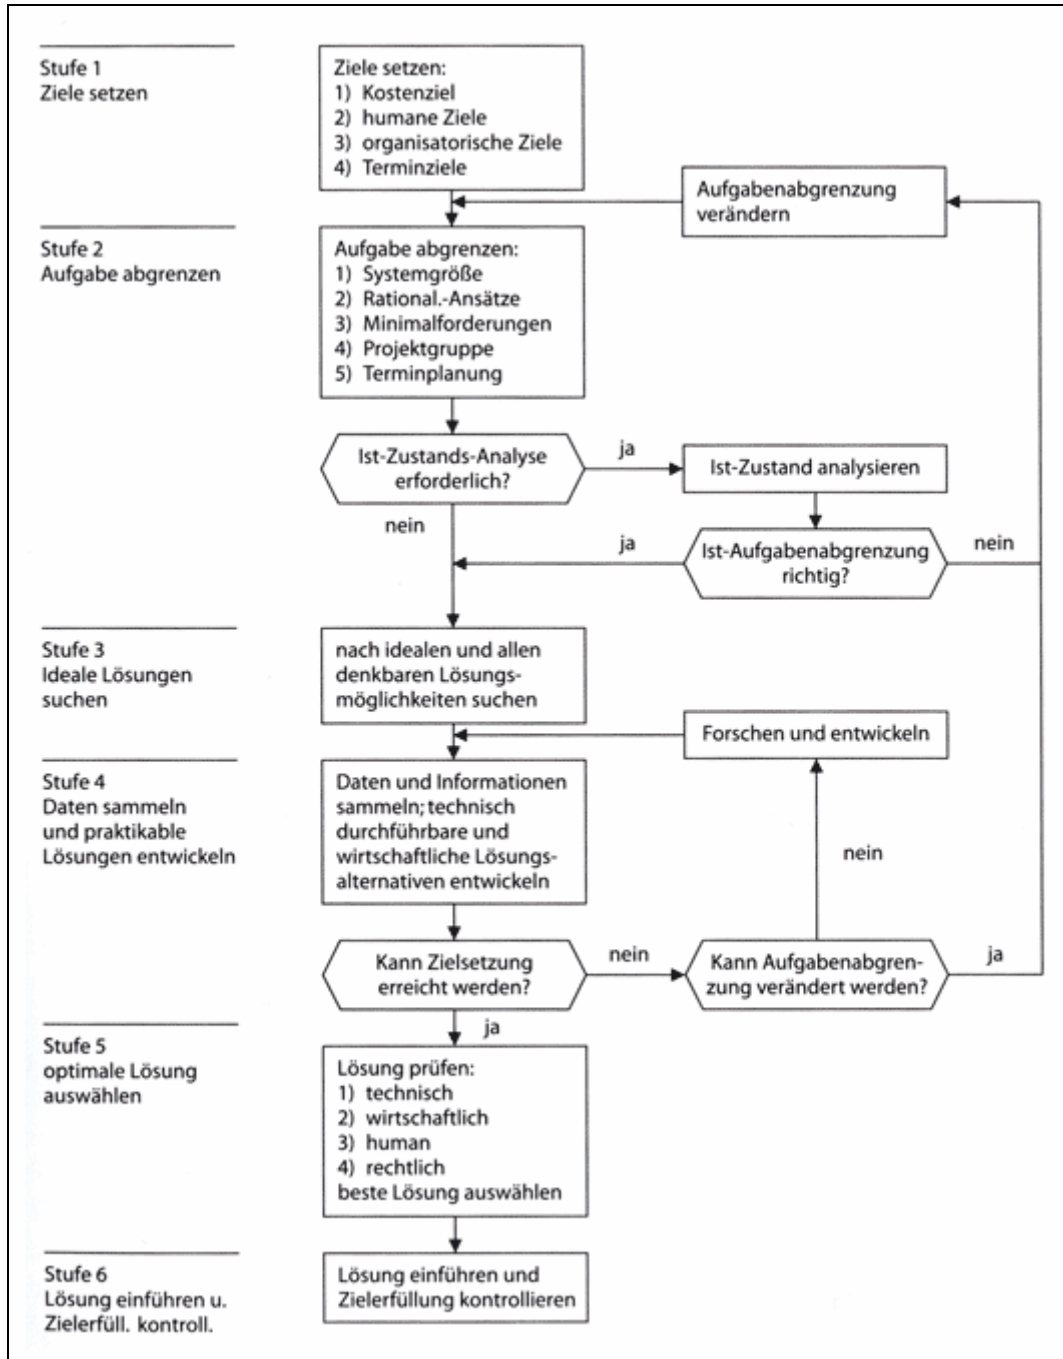 Stufe 1
Ziele setzen
Ziele setzen:
1) Kostenziel
2) humane Ziele
3) organisatorische Ziele
4) Terminziele
Aufgabenabgrenzung
verändern
Stufe 2
Aufgabe abgrenzen
Aufgabe abgrenzen:
1) Systemgröße
2) Rational.-Ansätze
3) Minimalforderungen
4) Projektgruppe
5) Terminplanung
Ist-Zustands-Analyse
erforderlich?
ja
Ist-Zustand analysieren
nein
ja
Ist-Aufgabenabgrenzung
richtig?
nein
Stufe 3
Ideale Lösungen
suchen
nach idealen und allen
denkbaren Lösungs-
möglichkeiten suchen
Forschen und entwickeln
Stufe 4
Daten sammeln
und praktikable
Lösungen entwickeln
Daten und Informationen
sammeln; technisch
durchführbare und
wirtschaftliche Lösungs-
alternativen entwickeln
nein
Kann Zielsetzung
erreicht werden?
nein
Kann Aufgabenabgren-
zung verändert werden?
ja
ja
Stufe 5
optimale Lösung
auswählen
Lösung prüfen:
1) technisch
2) wirtschaftlich
3) human
4) rechtlich
beste Lösung auswählen
Stufe 6
Lösung einführen u.
Zielerfüll. kontroll.
Lösung einführen und
Zielerfüllung kontrollieren